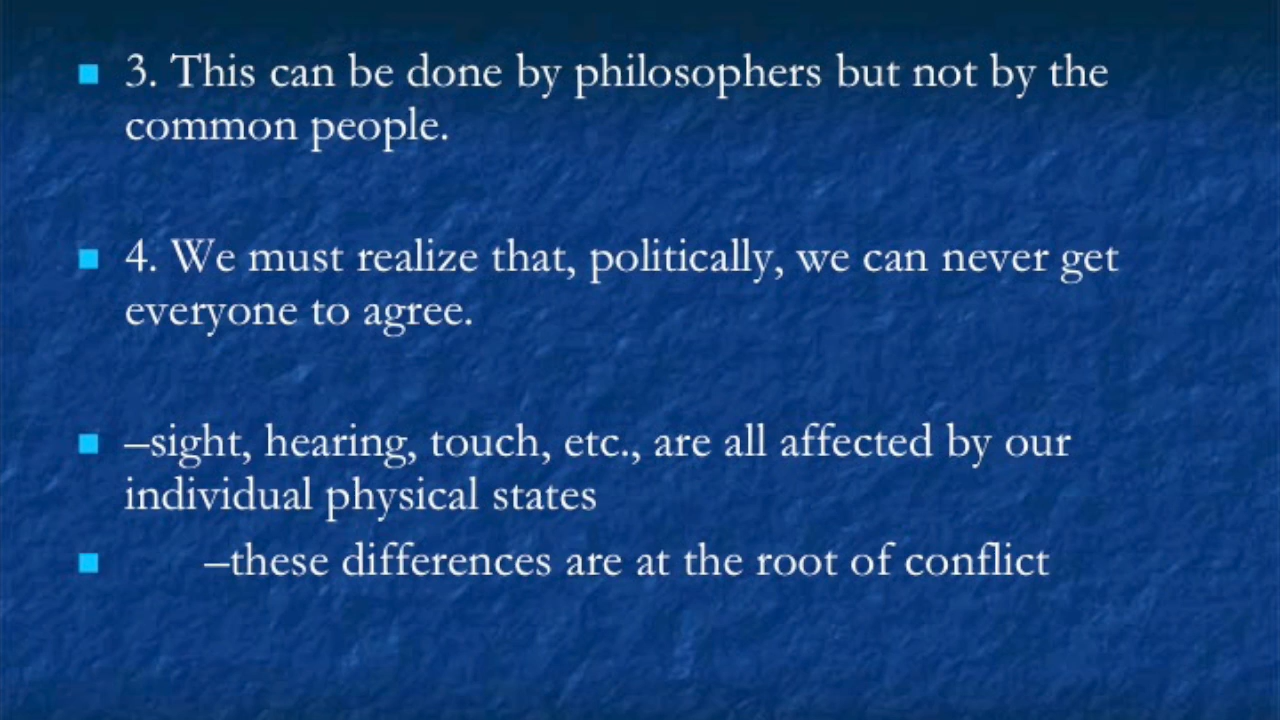 3. This can be done by philosophers but not by the
common people.
4. We must realize that, politically, we can never get
everyone to agree.
–sight, hearing, touch, etc., are all affected by our
individual physical states
–these differences are at the root of conflict